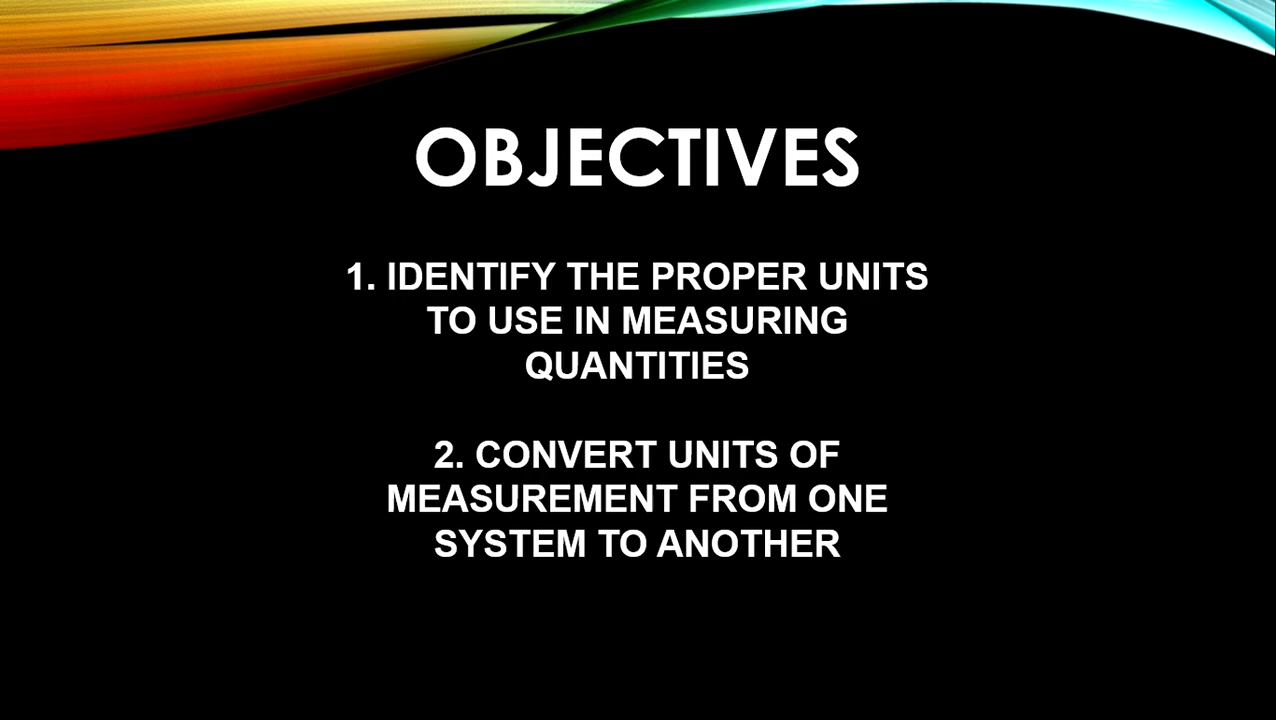 OBJECTIVES
1. IDENTIFY THE PROPER UNITS
TO USE IN MEASURING
QUANTITIES
2. CONVERT UNITS OF
MEASUREMENT FROM ONE
SYSTEM TO ANOTHER